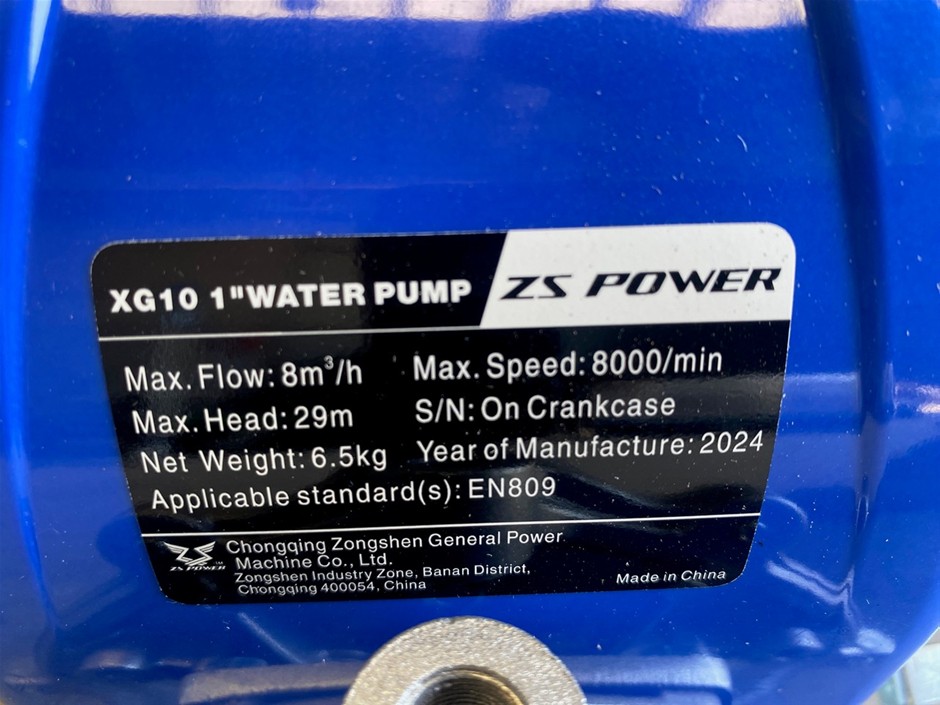 XG10 1"WATER PUMP
ZS POWER
Max. Flow: 8m³/h
Max. Speed: 8000/min
Max. Head: 29m
S/N: On Crankcase
Net Weight: 6.5kg
Year of Manufacture: 2024
Applicable standard(s): EN809
ZS POWER
Chongqing Zongshen General Power
Machine Co., Ltd.
Zongshen Industry Zone, Banan District,
Chongqing 400054, China
Made in China